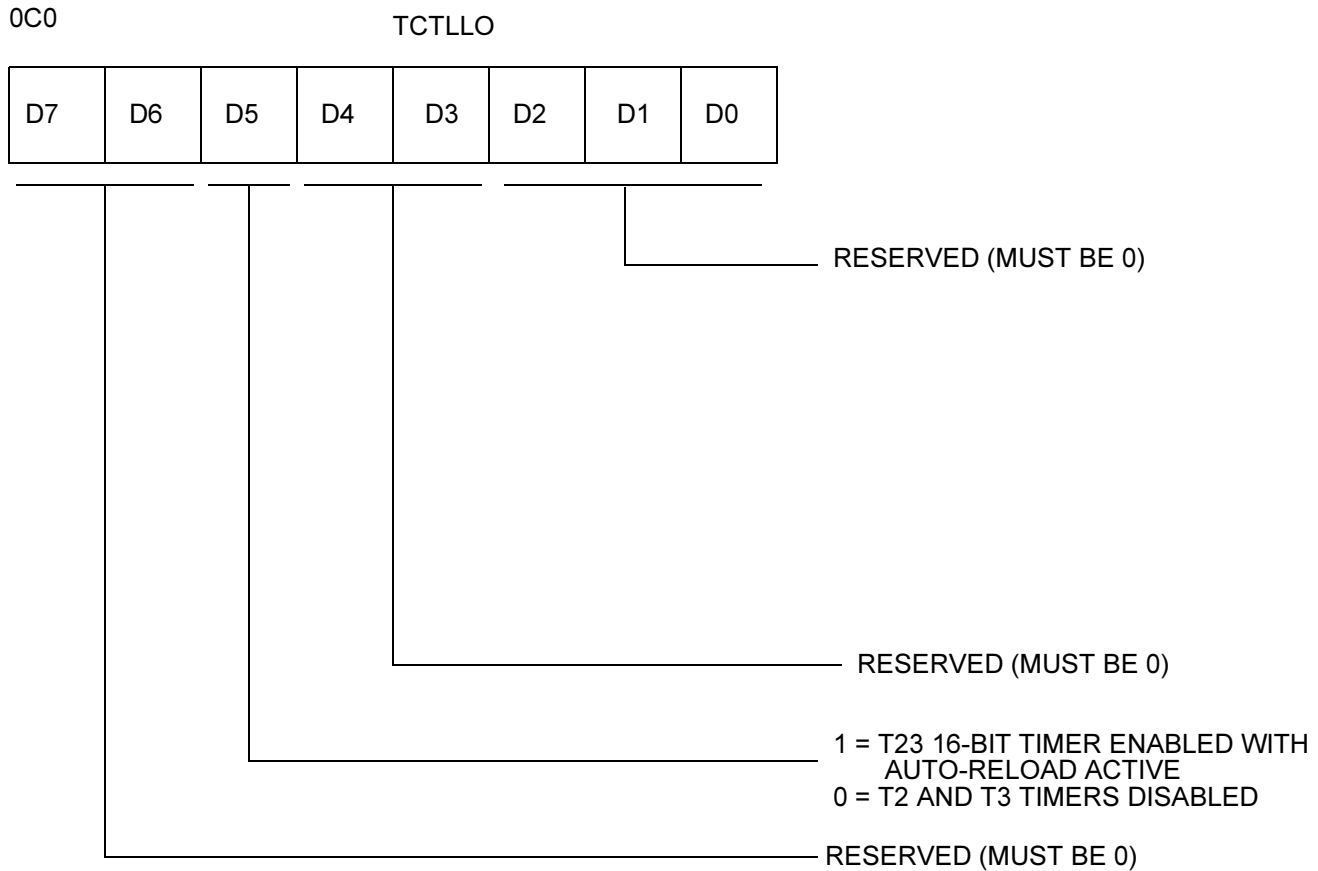 0C0
TCTLLO
D7 D6 D5 D4 D3 D2 D1 D0
RESERVED (MUST BE 0)
RESERVED (MUST BE 0)
1 = T23 16-BIT TIMER ENABLED WITH
AUTO-RELOAD ACTIVE
0 = T2 AND T3 TIMERS DISABLED
RESERVED (MUST BE 0)